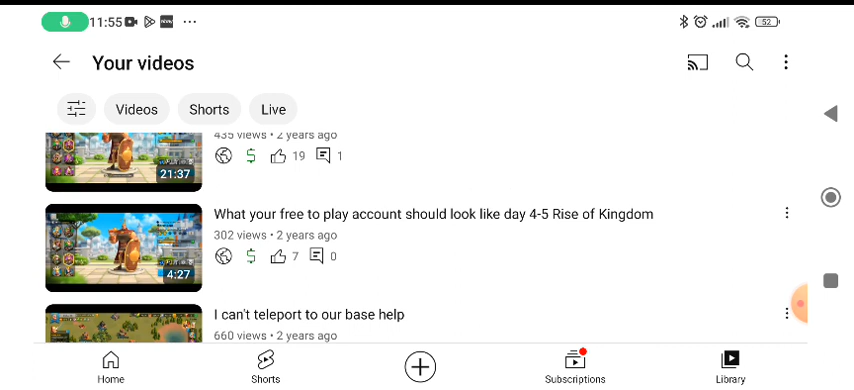 11:55
52
Your videos
Videos
Shorts
Live
435 views • 2 years ago
19
1
21:37
What your free to play account should look like day 4-5 Rise of Kingdom
302 views • 2 years ago
7
0
4:27
I can't teleport to our base help
660 views • 2 years ago
Home
Shorts
Subscriptions
Library